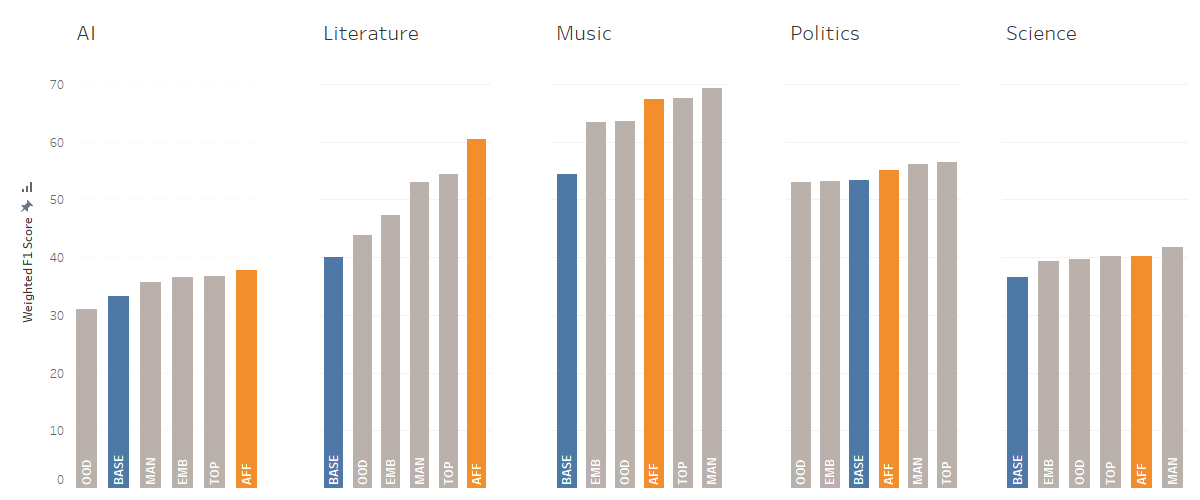 AI
Literature
Music
Politics
Science
Weighted F1 Score
70
60
50
40
30
20
10
0
OOD
BASE
MAN
EMB
TOP
AFF
BASE
OOD
EMB
MAN
TOP
AFF
BASE
EMB
OOD
AFF
TOP
MAN
OOD
EMB
BASE
AFF
MAN
TOP
BASE
EMB
OOD
TOP
AFF
MAN